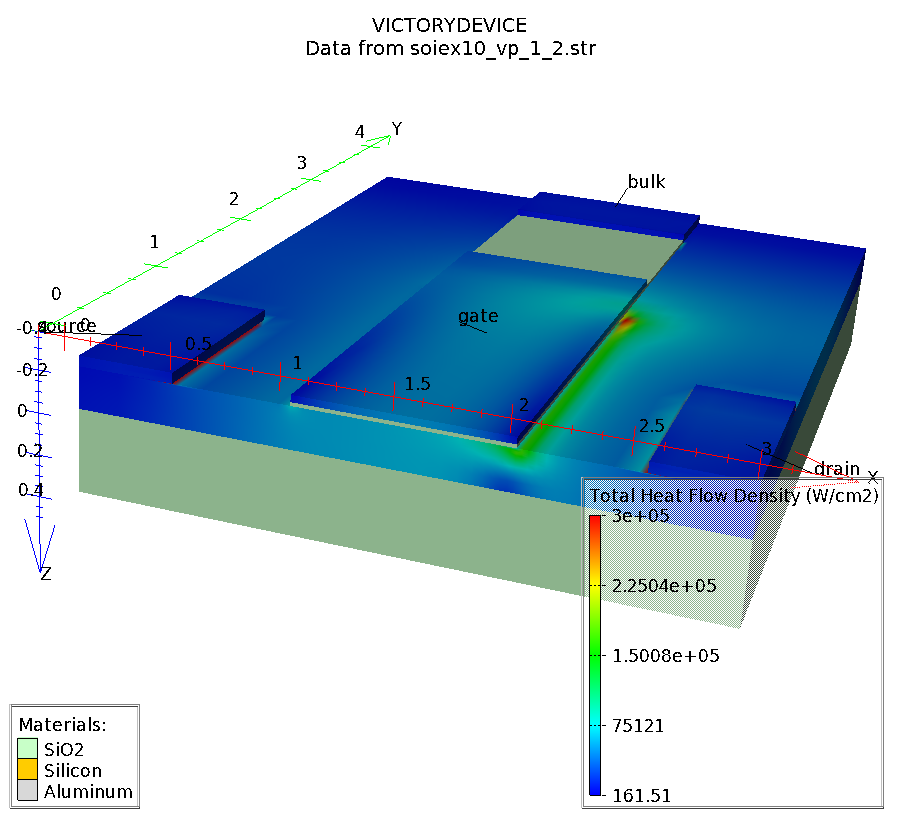 VICTORYDEVICE
Data from soiex10_vp_1_2.str
Y
4
3
2
1
0
bulk
gate
source
0
0.5
1
1.5
2
2.5
3
drain
X
-0.2
0
0.2
0.4
Z
Total Heat Flow Density (W/cm2)
3e+05
2.2504e+05
1.5008e+05
75121
161.51
Materials:
SiO2
Silicon
Aluminum